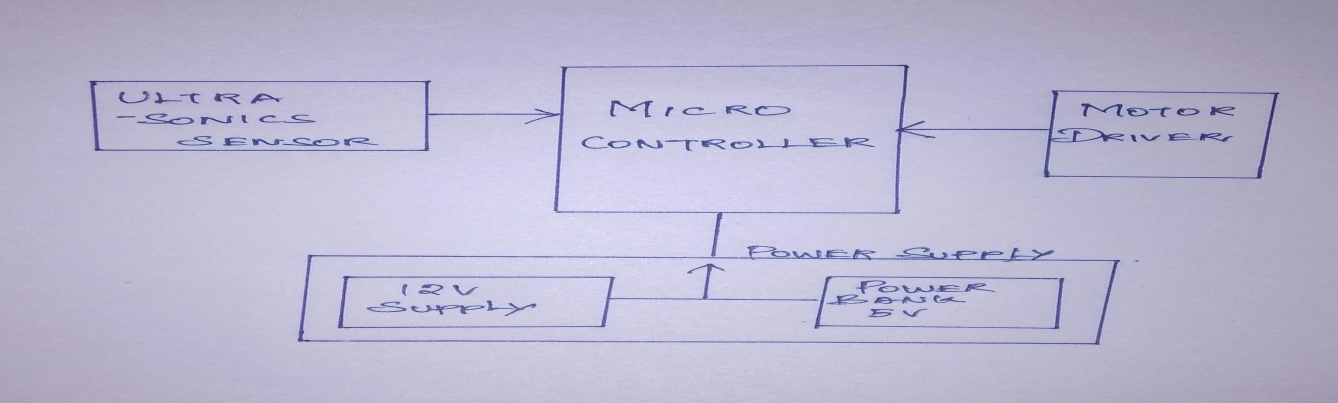 ULTRA
-SONICS
SENSOR
MICRO
CONTROLLER
MOTOR
DRIVER
POWER SUPPLY
12V
SUPPLY
POWER
BANK
5V